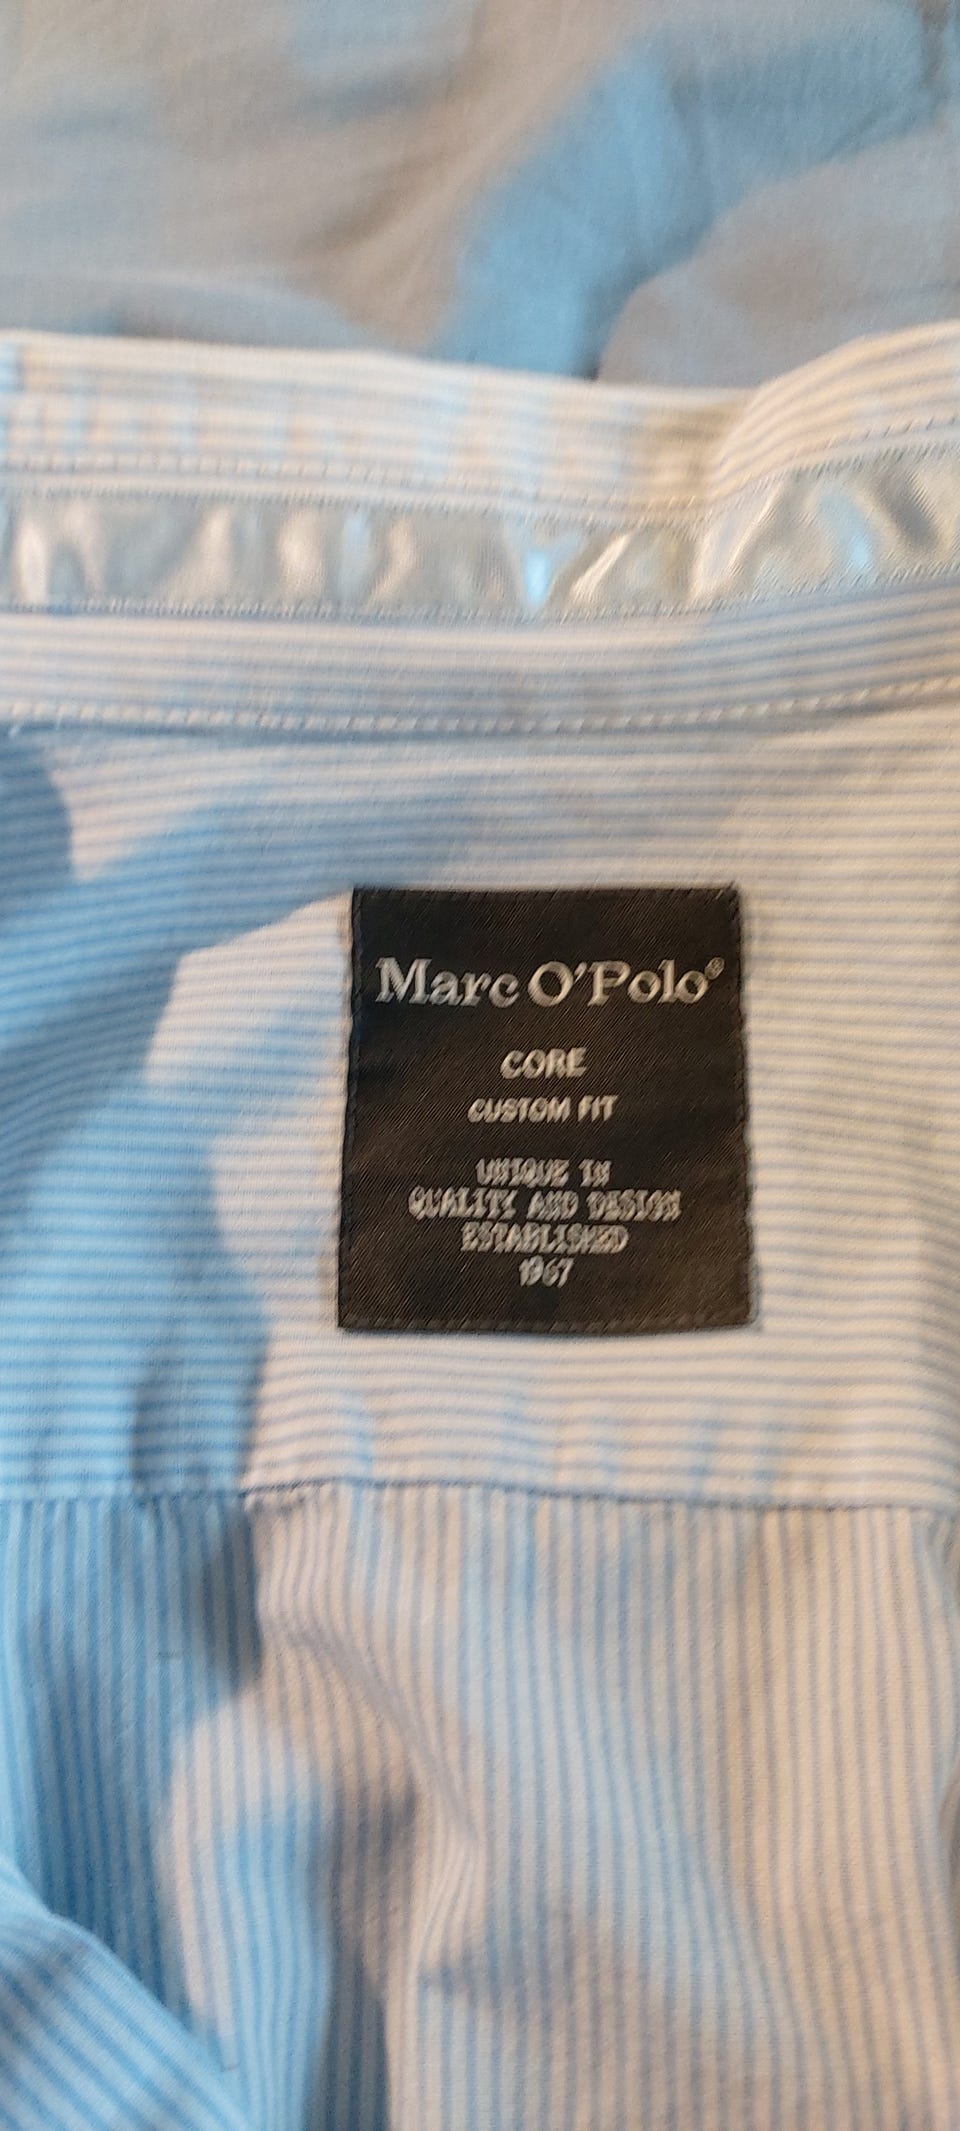 Marc O'Polo®
CORE
CUSTOM FIT
UNIQUE IN
QUALITY AND DESIGN
ESTABLISHED
1967